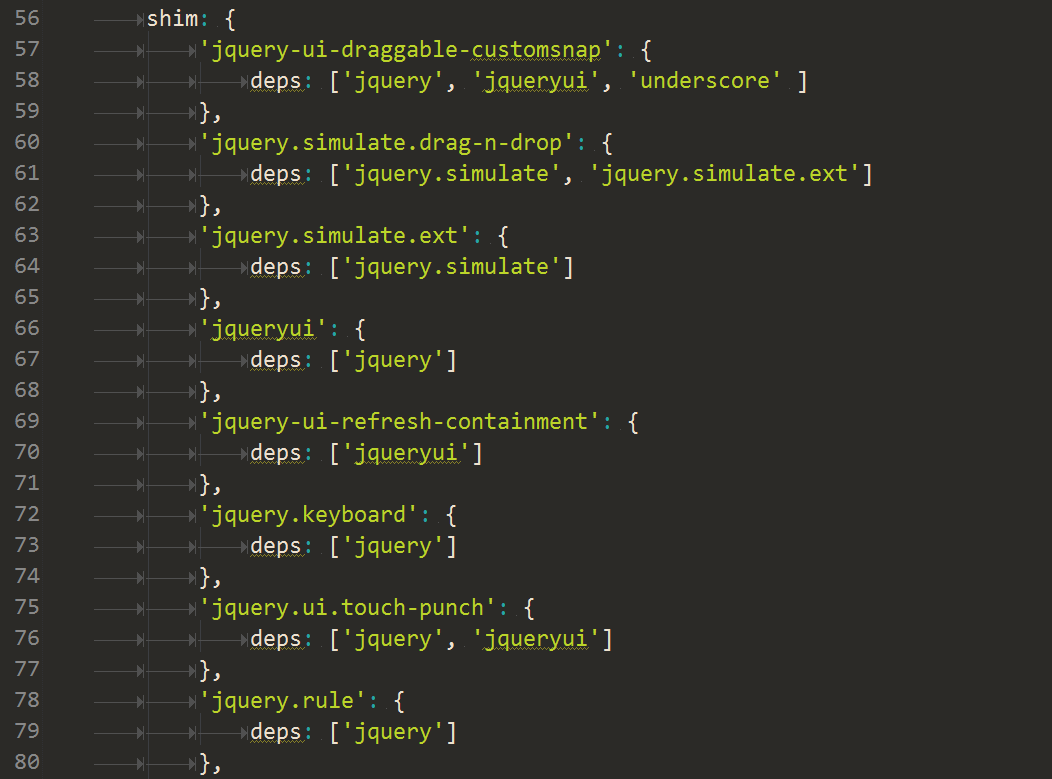 56 shim: {
57 'jquery-ui-draggable-customsnap': {
58 deps: ['jquery', 'jqueryui', 'underscore' ]
59 },
60 'jquery.simulate.drag-n-drop': {
61 deps: ['jquery.simulate', 'jquery.simulate.ext']
62 },
63 'jquery.simulate.ext': {
64 deps: ['jquery.simulate']
65 },
66 'jqueryui': {
67 deps: ['jquery']
68 },
69 'jquery-ui-refresh-containment': {
70 deps: ['jqueryui']
71 },
72 'jquery.keyboard': {
73 deps: ['jquery']
74 },
75 'jquery.ui.touch-punch': {
76 deps: ['jquery', 'jqueryui']
77 },
78 'jquery.rule': {
79 deps: ['jquery']
80 },